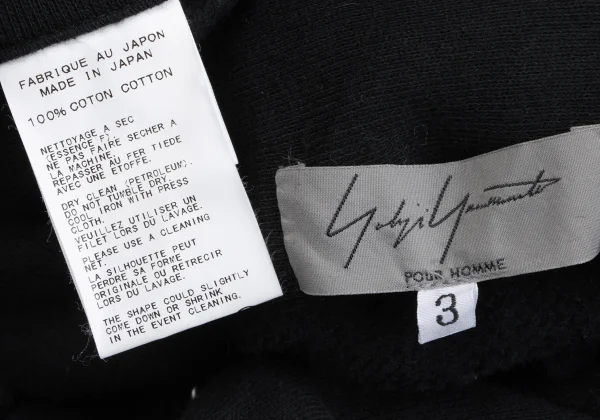 FABRIQUE AU JAPON
MADE IN JAPAN
100% COTON COTTON
NETTOYAGE A SEC
(ESSENCE F).
NE PAS FAIRE SECHER A
LA MACHINE.
REPASSER AU FER TIEDE
AVEC UNE ETOFFE.
DRY CLEAN (PETROLEUM).
DO NOT TUMBLE DRY.
COOL IRON WITH PRESS
CLOTH.
VEUILLEZ UTILISER UN
FILET LORS DU LAVAGE.
PLEASE USE A CLEANING
NET.
LA SILHOUETTE PEUT
PERDRE SA FORME
ORIGINALE OU RETRECIR
LORS DU LAVAGE.
THE SHAPE COULD SLIGHTLY
COME DOWN OR SHRINK
IN THE EVENT CLEANING.
Yohji Yamamoto
POUR HOMME
3